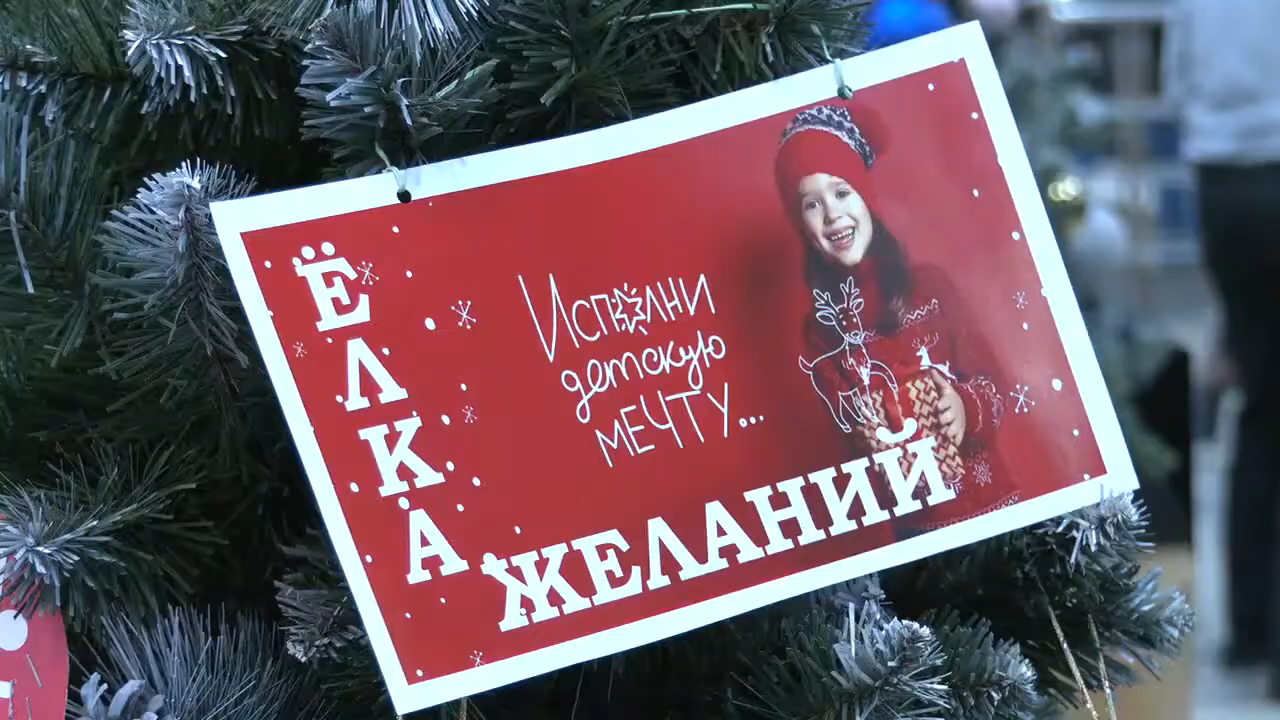 ЁЛКА
ЖЕЛАНИЙ
Исполни
детскую
мечту...